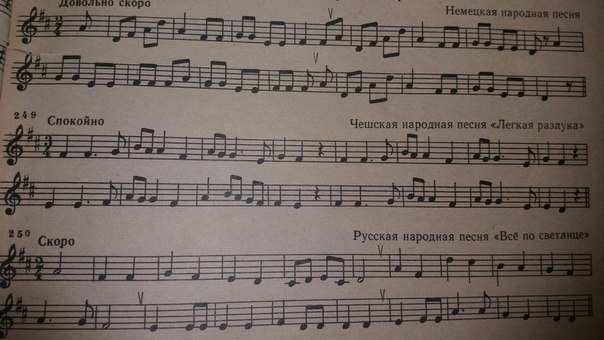 Довольно скоро
Немецкая народная песня
249
Спокойно
Чешская народная песня «Легкая разлука»
250
Скоро
Русская народная песня «Всё по светлице»